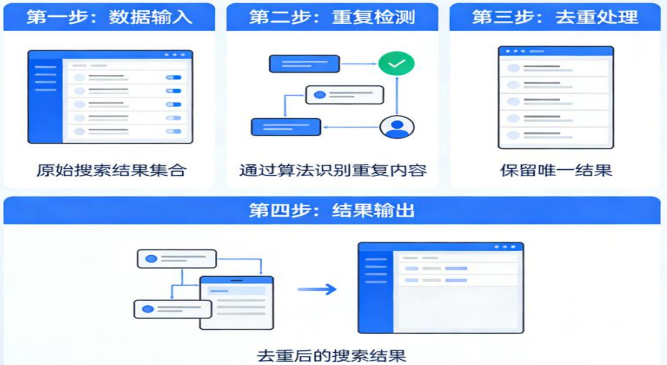 第一步：数据输入
第二步：重复检测
第三步：去重处理
原始搜索结果集合
通过算法识别重复内容
保留唯一结果
第四步：结果输出
去重后的搜索结果